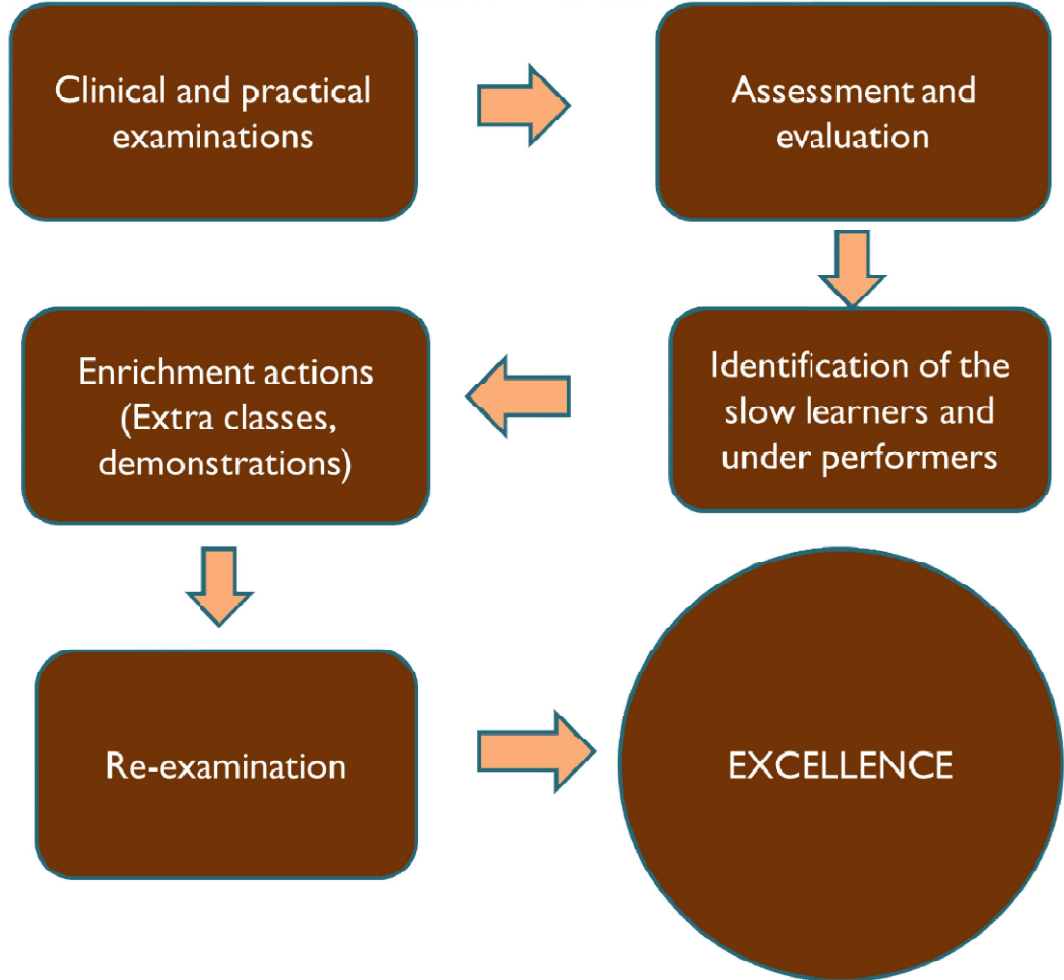 Clinical and practical
examinations
Assessment and
evaluation
Identification of the
slow learners and
under performers
Enrichment actions
(Extra classes,
demonstrations)
Re-examination
EXCELLENCE